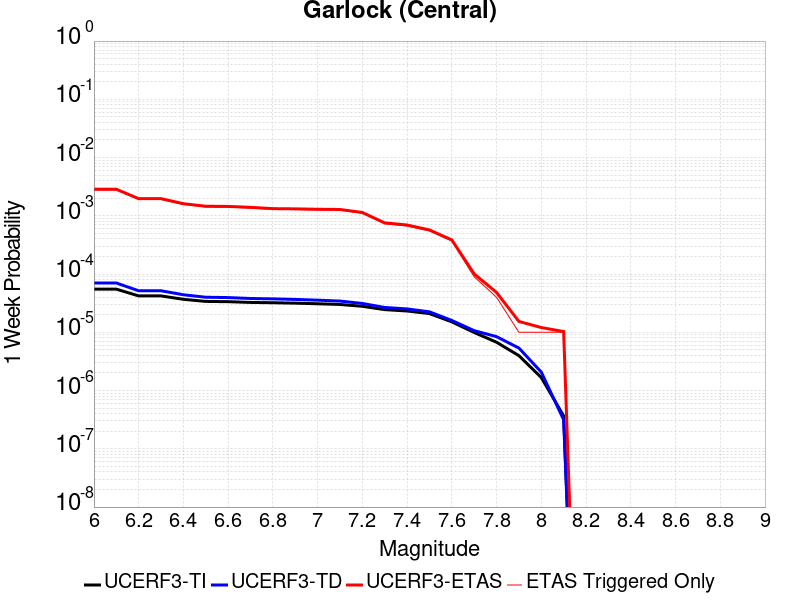 Garlock (Central)
10^0
10^-1
10^-2
10^-3
10^-4
10^-5
10^-6
10^-7
10^-8
1 Week Probability
6 6.2 6.4 6.6 6.8 7 7.2 7.4 7.6 7.8 8 8.2 8.4 8.6 8.8 9
Magnitude
UCERF3-TI UCERF3-TD UCERF3-ETAS ETAS Triggered Only